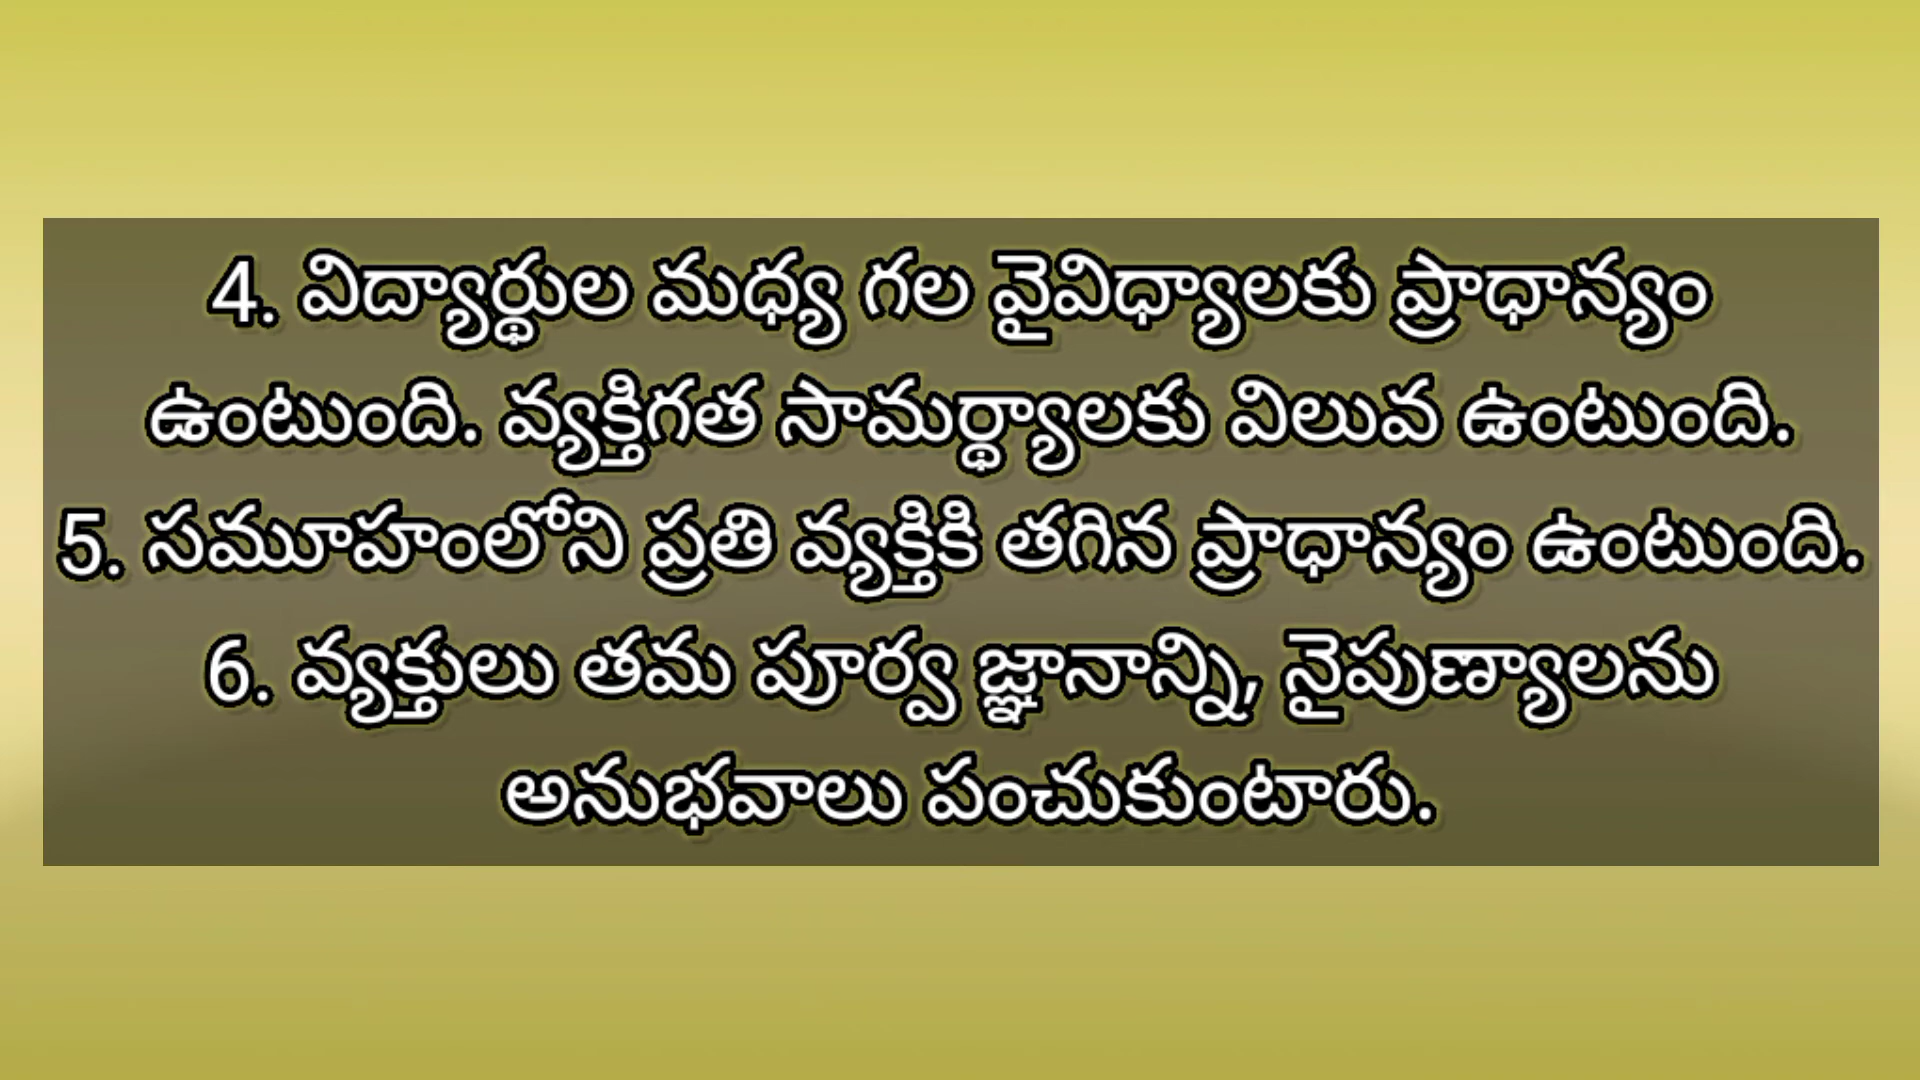 4. విద్యార్థుల మధ్య గల వైవిధ్యాలకు ప్రాధాన్యం
ఉంటుంది. వ్యక్తిగత సామర్థ్యాలకు విలువ ఉంటుంది.
5. సమూహంలోని ప్రతి వ్యక్తికి తగిన ప్రాధాన్యం ఉంటుంది.
6. వ్యక్తులు తమ పూర్వ జ్ఞానాన్ని, నైపుణ్యాలను
అనుభవాలు పంచుకుంటారు.